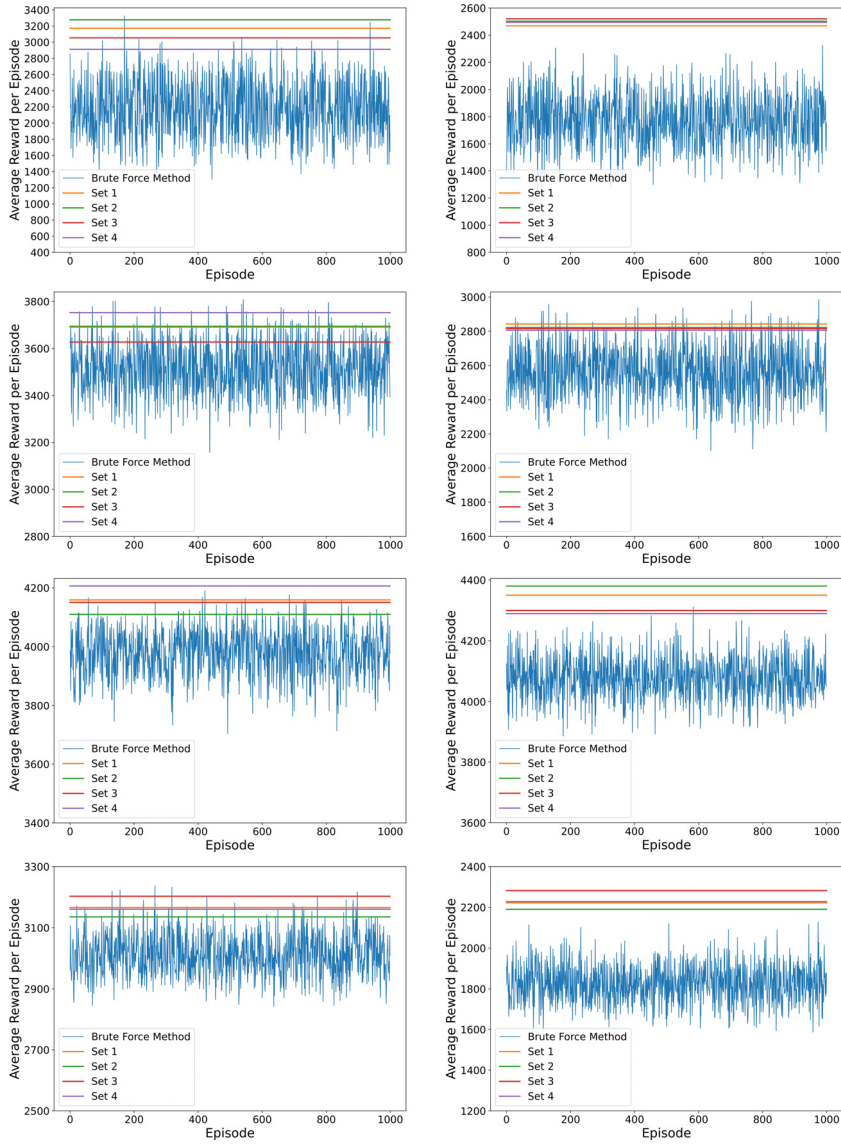 Average Reward per Episode
3400
3200
3000
2800
2600
2400
2200
2000
1800
1600
1400
1200
1000
800
600
400
Brute Force Method
Set 1
Set 2
Set 3
Set 4
0
200
400
600
800
1000
Episode
Average Reward per Episode
2600
2400
2200
2000
1800
1600
1400
1200
1000
800
Brute Force Method
Set 1
Set 2
Set 3
Set 4
0
200
400
600
800
1000
Episode
Average Reward per Episode
3800
3600
3400
3200
3000
2800
Brute Force Method
Set 1
Set 2
Set 3
Set 4
0
200
400
600
800
1000
Episode
Average Reward per Episode
3000
2800
2600
2400
2200
2000
1800
1600
Brute Force Method
Set 1
Set 2
Set 3
Set 4
0
200
400
600
800
1000
Episode
Average Reward per Episode
4200
4000
3800
3600
3400
Brute Force Method
Set 1
Set 2
Set 3
Set 4
0
200
400
600
800
1000
Episode
Average Reward per Episode
4400
4200
4000
3800
3600
Brute Force Method
Set 1
Set 2
Set 3
Set 4
0
200
400
600
800
1000
Episode
Average Reward per Episode
3300
3100
2900
2700
2500
Brute Force Method
Set 1
Set 2
Set 3
Set 4
0
200
400
600
800
1000
Episode
Average Reward per Episode
2400
2200
2000
1800
1600
1400
1200
Brute Force Method
Set 1
Set 2
Set 3
Set 4
0
200
400
600
800
1000
Episode